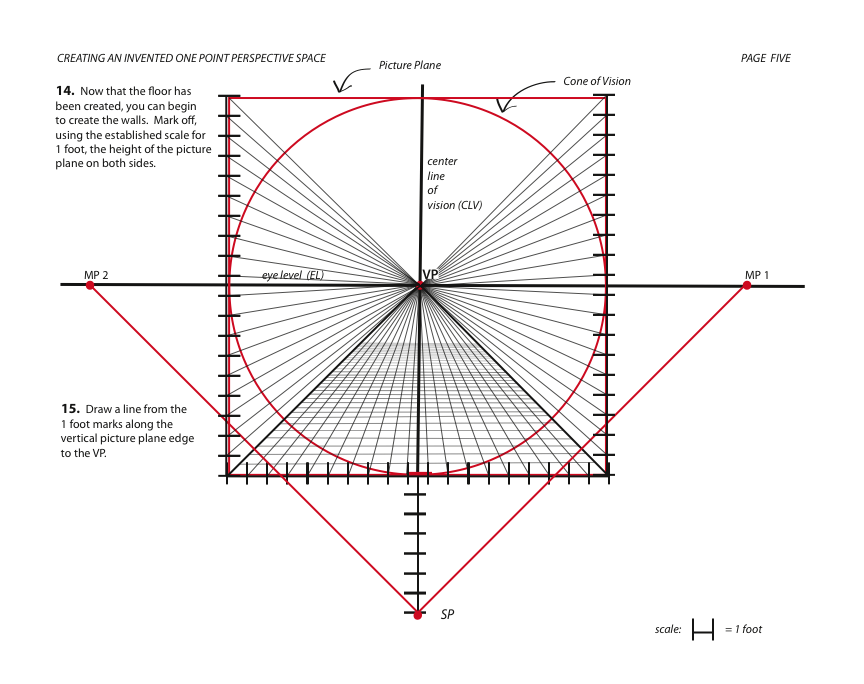 CREATING AN INVENTED ONE POINT PERSPECTIVE SPACE
PAGE FIVE
Picture Plane
Cone of Vision
14. Now that the floor has
been created, you can begin
to create the walls. Mark off,
using the established scale for
1 foot, the height of the picture
plane on both sides.
center
line
of
vision (CLV)
MP 2
eye level (EL)
VP
MP 1
15. Draw a line from the
1 foot marks along the
vertical picture plane edge
to the VP.
SP
scale:
= 1 foot